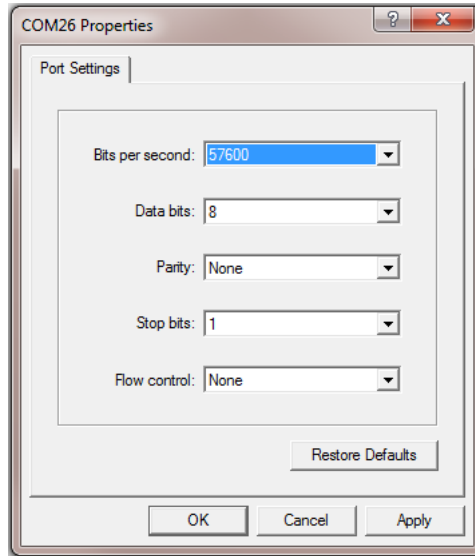 COM26 Properties
Port Settings
Bits per second: 57600
Data bits: 8
Parity: None
Stop bits: 1
Flow control: None
Restore Defaults
OK Cancel Apply